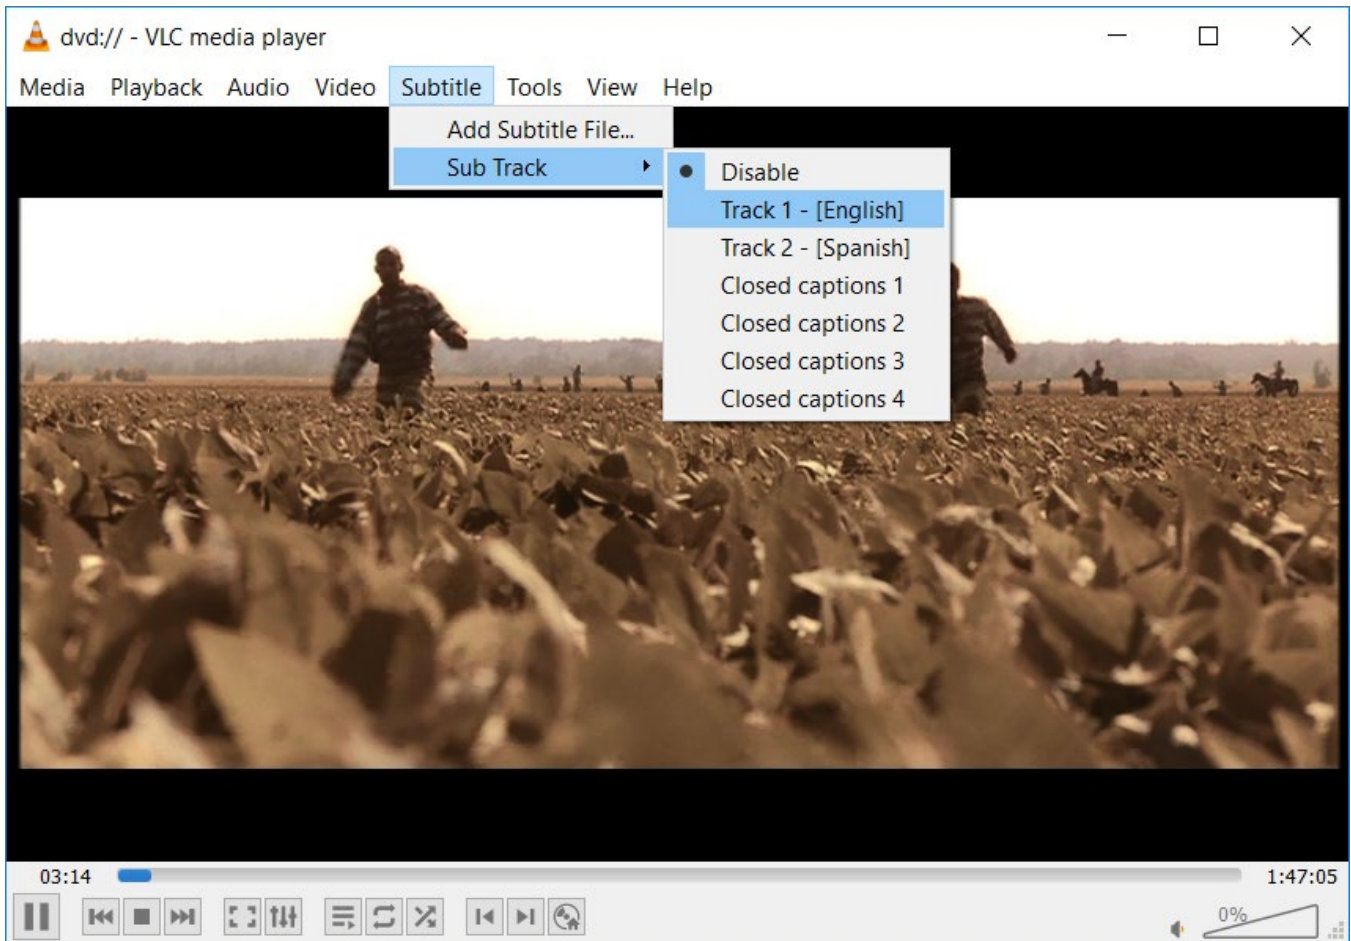 dvd:// - VLC media player
Media Playback Audio Video Subtitle Tools View Help
Add Subtitle File...
Sub Track
Disable
Track 1 - [English]
Track 2 - [Spanish]
Closed captions 1
Closed captions 2
Closed captions 3
Closed captions 4
03:14 1:47:05
0%